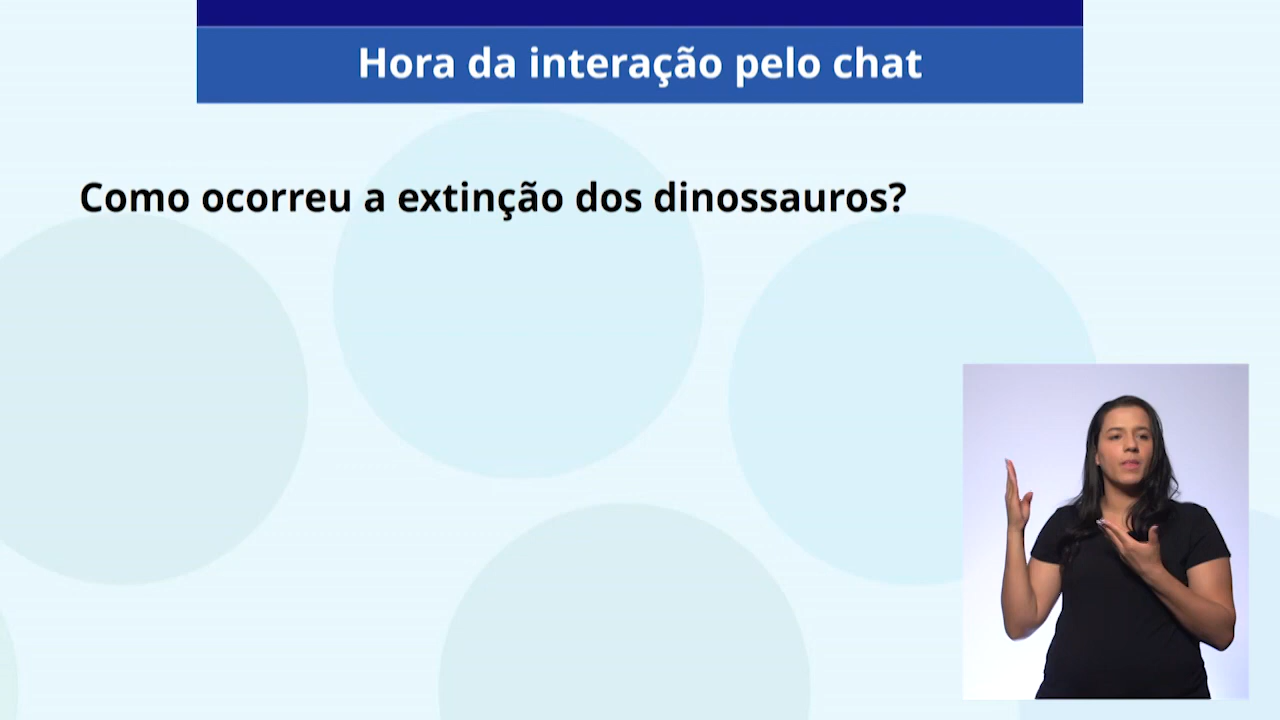 Hora da interação pelo chat
Como ocorreu a extinção dos dinossauros?